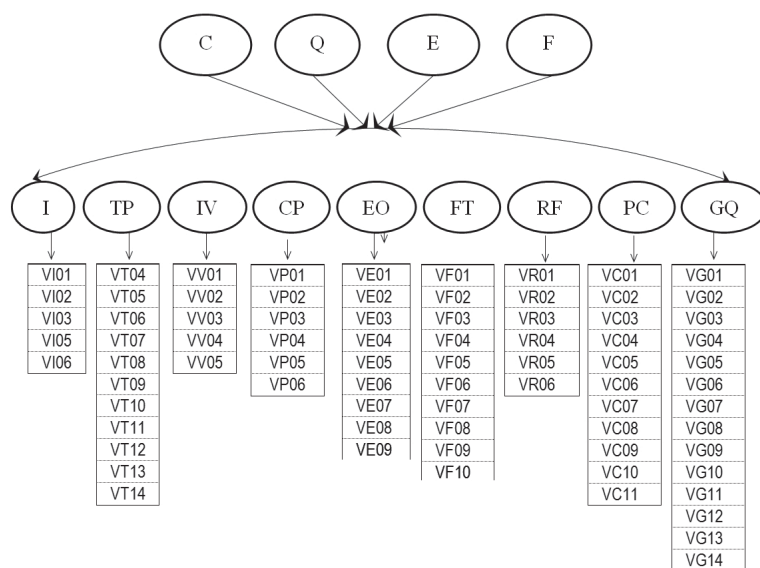 C Q E F
I TP IV CP EO FT RF PC GQ
VI01 VT04 VV01 VP01 VE01 VF01 VR01 VC01 VG01
VI02 VT05 VV02 VP02 VE02 VF02 VR02 VC02 VG02
VI03 VT06 VV03 VP03 VE03 VF03 VR03 VC03 VG03
VI05 VT07 VV04 VP04 VE04 VF04 VR04 VC04 VG04
VI06 VT08 VV05 VP05 VE05 VF05 VR05 VC05 VG05
VT09 VP06 VE06 VF06 VR06 VC06 VG06
VT10 VE07 VF07 VC07 VG07
VT11 VE08 VF08 VC08 VG08
VT12 VE09 VF09 VC09 VG09
VT13 VF10 VC10 VG10
VT14 VC11 VG11
VG12
VG13
VG14